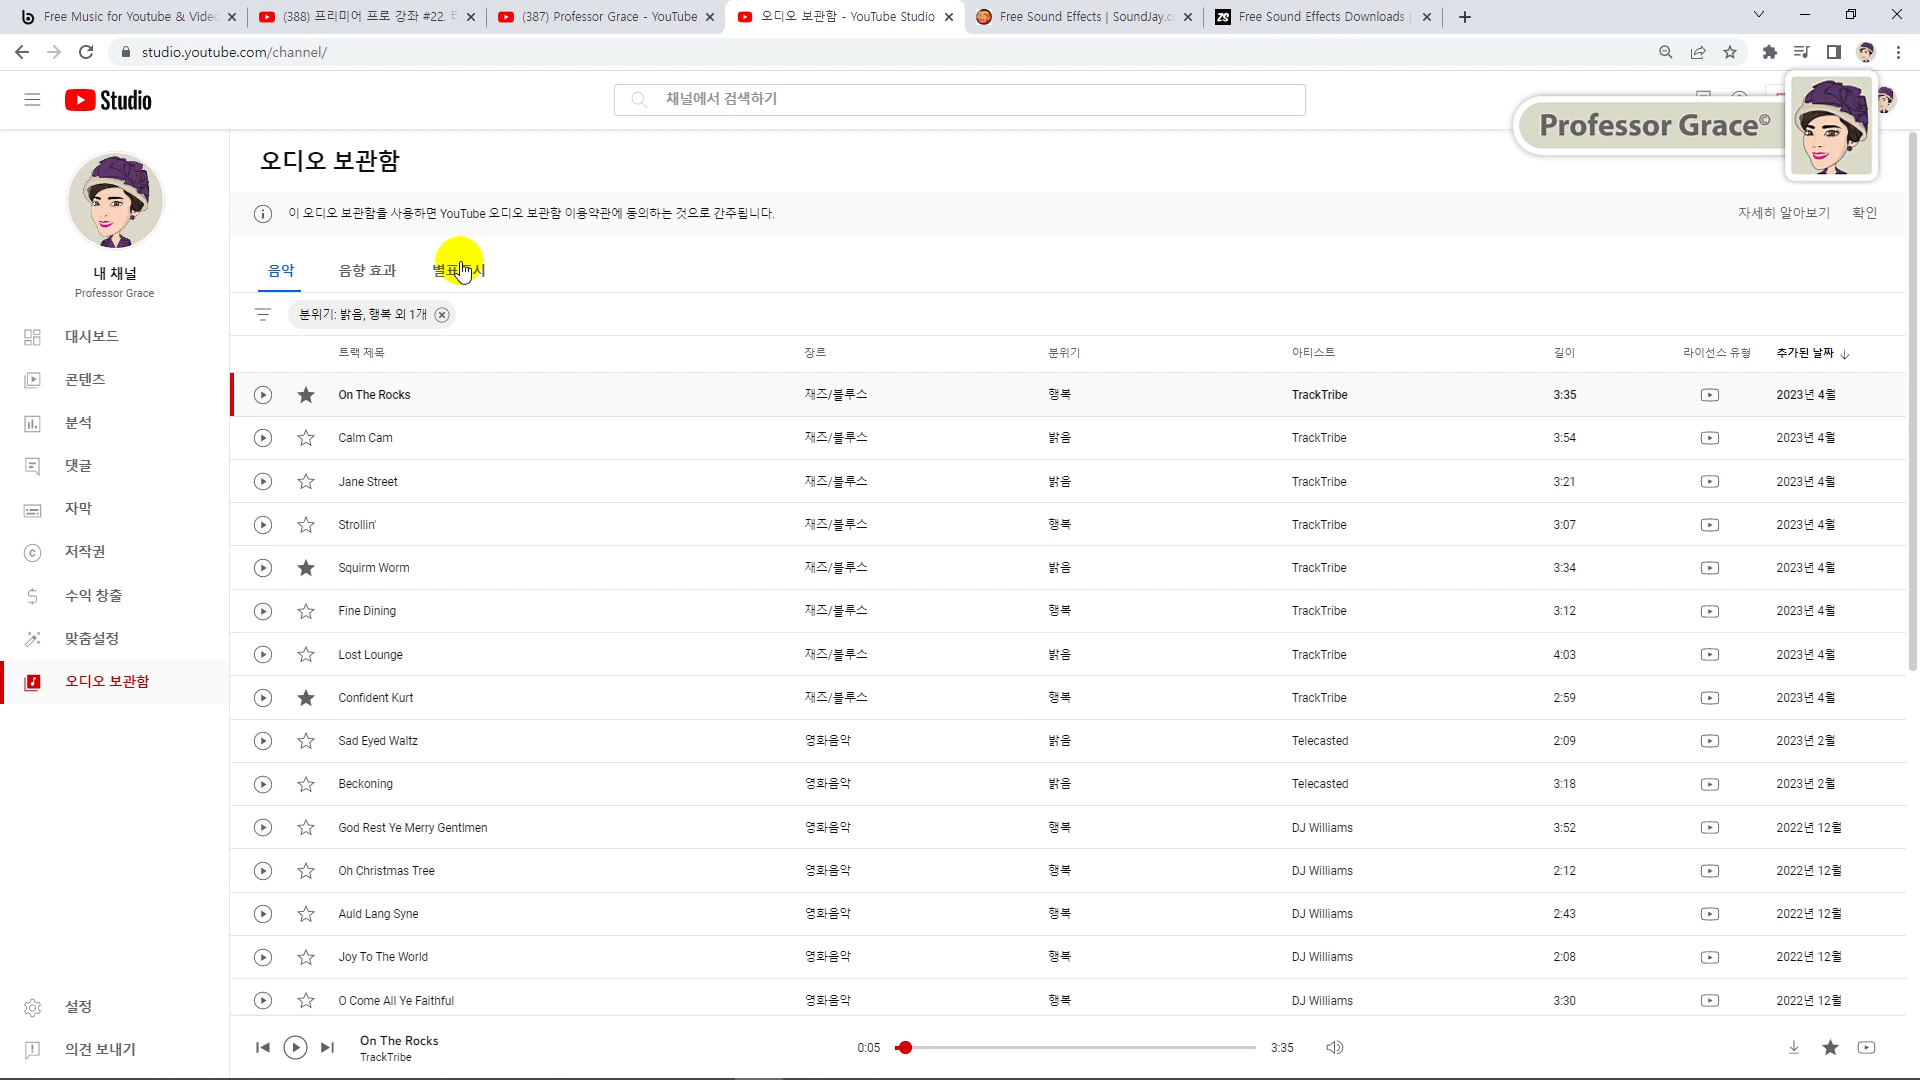 Free Music for Youtube & Video
(388) 프리미어 프로 강좌 #22.
(387) Professor Grace - YouTube
오디오 보관함 - YouTube Studio
Free Sound Effects | SoundJay.c
Free Sound Effects Downloads |
studio.youtube.com/channel/
Studio
채널에서 검색하기
Professor Grace©
내 채널
Professor Grace
대시보드
콘텐츠
분석
댓글
자막
저작권
수익 창출
맞춤설정
오디오 보관함
설정
의견 보내기
오디오 보관함
이 오디오 보관함을 사용하면 YouTube 오디오 보관함 이용약관에 동의하는 것으로 간주됩니다.
자세히 알아보기 확인
음악 음향 효과 별표표시
분위기: 밝음, 행복 외 1개
트랙 제목 장르 분위기 아티스트 길이 라이선스 유형 추가된 날짜
On The Rocks 재즈/블루스 행복 TrackTribe 3:35 2023년 4월
Calm Cam 재즈/블루스 밝음 TrackTribe 3:54 2023년 4월
Jane Street 재즈/블루스 밝음 TrackTribe 3:21 2023년 4월
Strollin' 재즈/블루스 행복 TrackTribe 3:07 2023년 4월
Squirm Worm 재즈/블루스 밝음 TrackTribe 3:34 2023년 4월
Fine Dining 재즈/블루스 행복 TrackTribe 3:12 2023년 4월
Lost Lounge 재즈/블루스 밝음 TrackTribe 4:03 2023년 4월
Confident Kurt 재즈/블루스 행복 TrackTribe 2:59 2023년 4월
Sad Eyed Waltz 영화음악 밝음 Telecasted 2:09 2023년 2월
Beckoning 영화음악 밝음 Telecasted 3:18 2023년 2월
God Rest Ye Merry Gentlmen 영화음악 행복 DJ Williams 3:52 2022년 12월
Oh Christmas Tree 영화음악 행복 DJ Williams 2:12 2022년 12월
Auld Lang Syne 영화음악 행복 DJ Williams 2:43 2022년 12월
Joy To The World 영화음악 행복 DJ Williams 2:08 2022년 12월
O Come All Ye Faithful 영화음악 행복 DJ Williams 3:30 2022년 12월
On The Rocks
TrackTribe
0:05 3:35